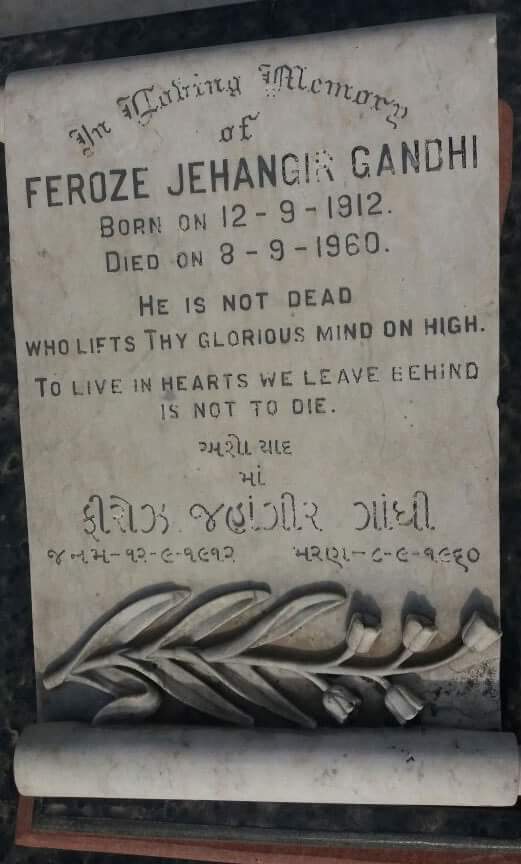 In Loving Memory
of
FEROZE JEHANGIR GANDHI
BORN ON 12-9-1912.
DIED ON 8-9-1960.
HE IS NOT DEAD
WHO LIFTS THY GLORIOUS MIND ON HIGH.
TO LIVE IN HEARTS WE LEAVE BEHIND
IS NOT TO DIE.
અશો યાદ
માં
ફીરોઝ જહાંગીર ગાંધી
જનમ-૧૨-૯-૧૯૧૨ મરણ-૮-૯-૧૯૬૦